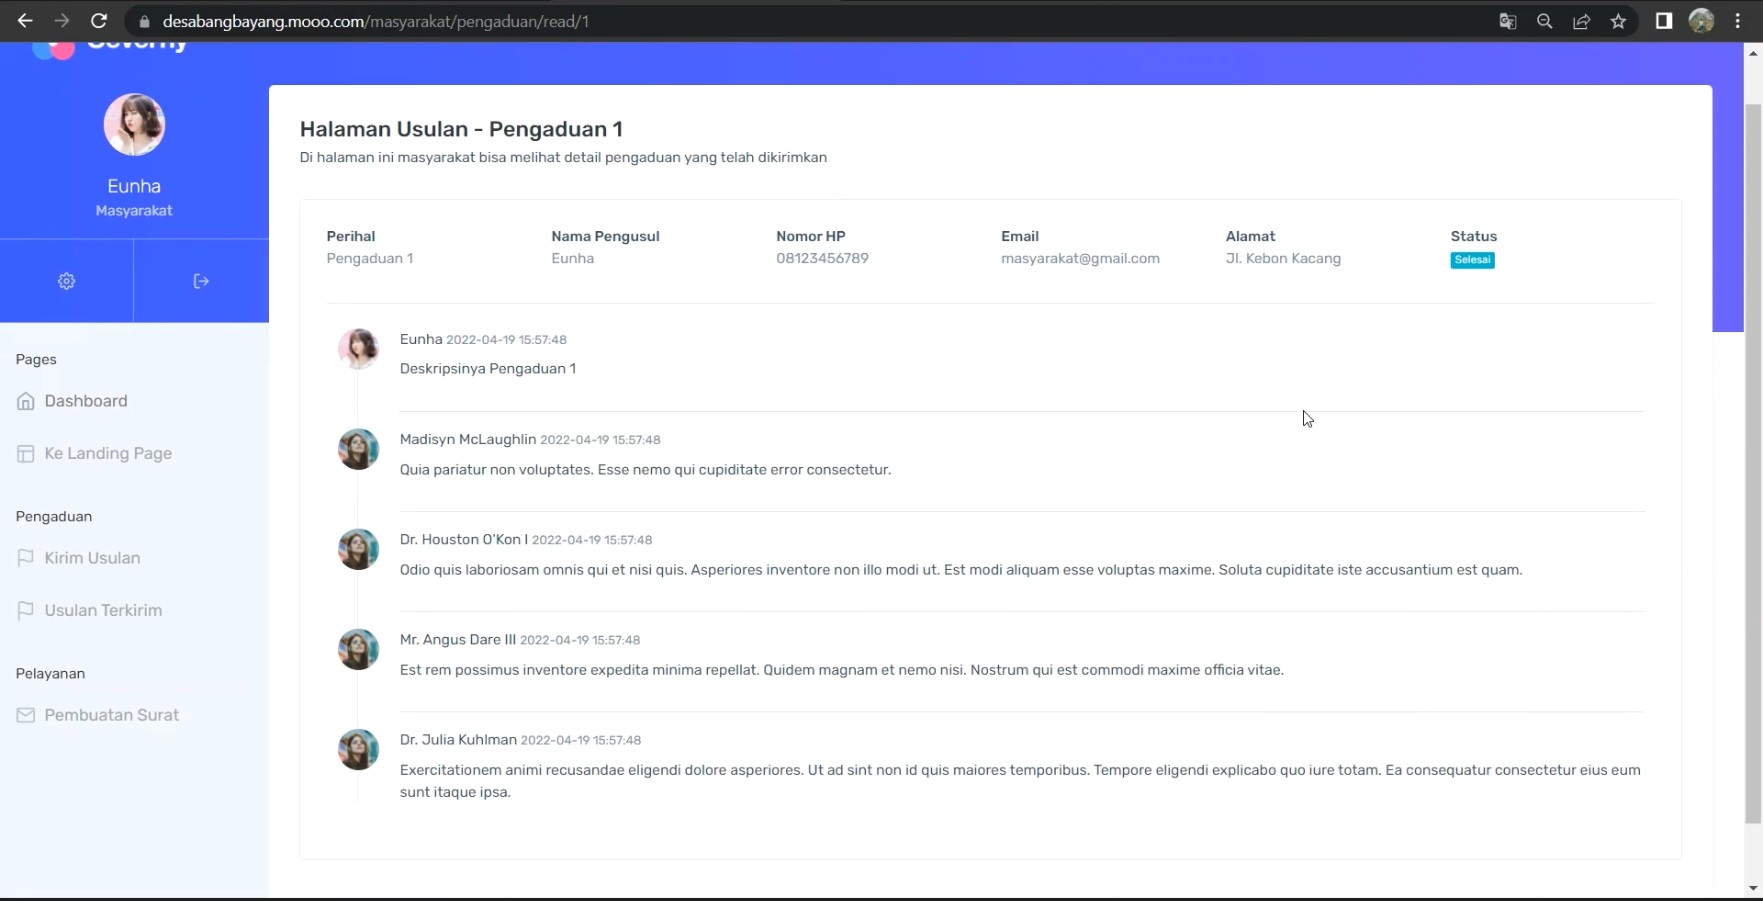 desabangbayang.mooo.com/masyarakat/pengaduan/read/1
Eunha
Masyarakat
Pages
Dashboard
Ke Landing Page
Pengaduan
Kirim Usulan
Usulan Terkirim
Pelayanan
Pembuatan Surat
Halaman Usulan - Pengaduan 1
Di halaman ini masyarakat bisa melihat detail pengaduan yang telah dikirimkan
Perihal Nama Pengusul Nomor HP Email Alamat Status
Pengaduan 1 Eunha 08123456789 masyarakat@gmail.com Jl. Kebon Kacang Selesai
Eunha 2022-04-19 15:57:48
Deskripsinya Pengaduan 1
Madisyn McLaughlin 2022-04-19 15:57:48
Quia pariatur non voluptates. Esse nemo qui cupiditate error consectetur.
Dr. Houston O'Kon I 2022-04-19 15:57:48
Odio quis laboriosam omnis qui et nisi quis. Asperiores inventore non illo modi ut. Est modi aliquam esse voluptas maxime. Soluta cupiditate iste accusantium est quam.
Mr. Angus Dare III 2022-04-19 15:57:48
Est rem possimus inventore expedita minima repellat. Quidem magnam et nemo nisi. Nostrum qui est commodi maxime officia vitae.
Dr. Julia Kuhlman 2022-04-19 15:57:48
Exercitationem animi recusandae eligendi dolore asperiores. Ut ad sint non id quis maiores temporibus. Tempore eligendi explicabo quo iure totam. Ea consequatur consectetur eius eum
sunt itaque ipsa.